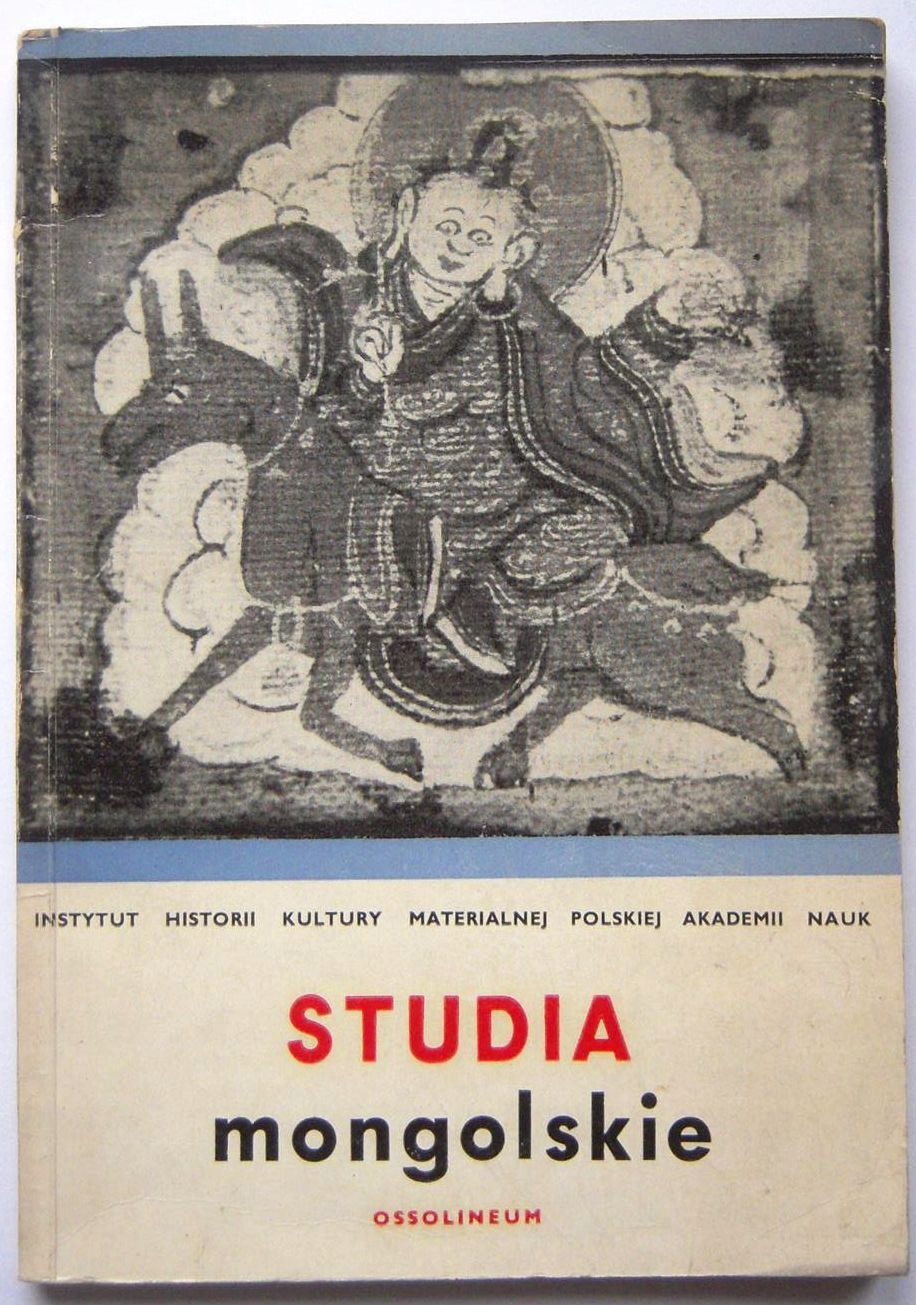 INSTYTUT HISTORII KULTURY MATERIALNEJ POLSKIEJ AKADEMII NAUK
STUDIA
mongolskie
OSSOLINEUM